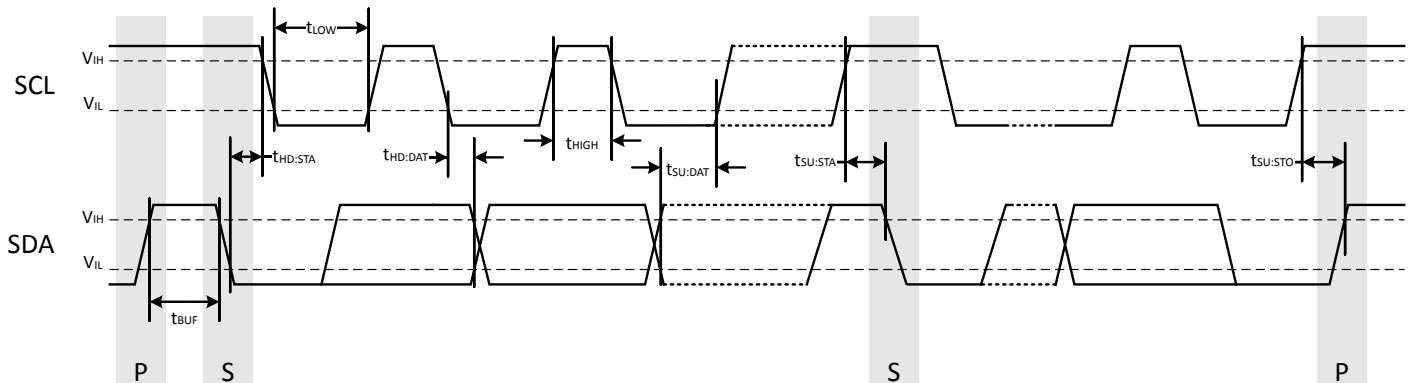 tLOW
VIH
SCL
VIL
tHD:STA
tHD:DAT
tHIGH
tSU:DAT
tSU:STA
tSU:STO
VIH
SDA
VIL
tBUF
P
S
S
P